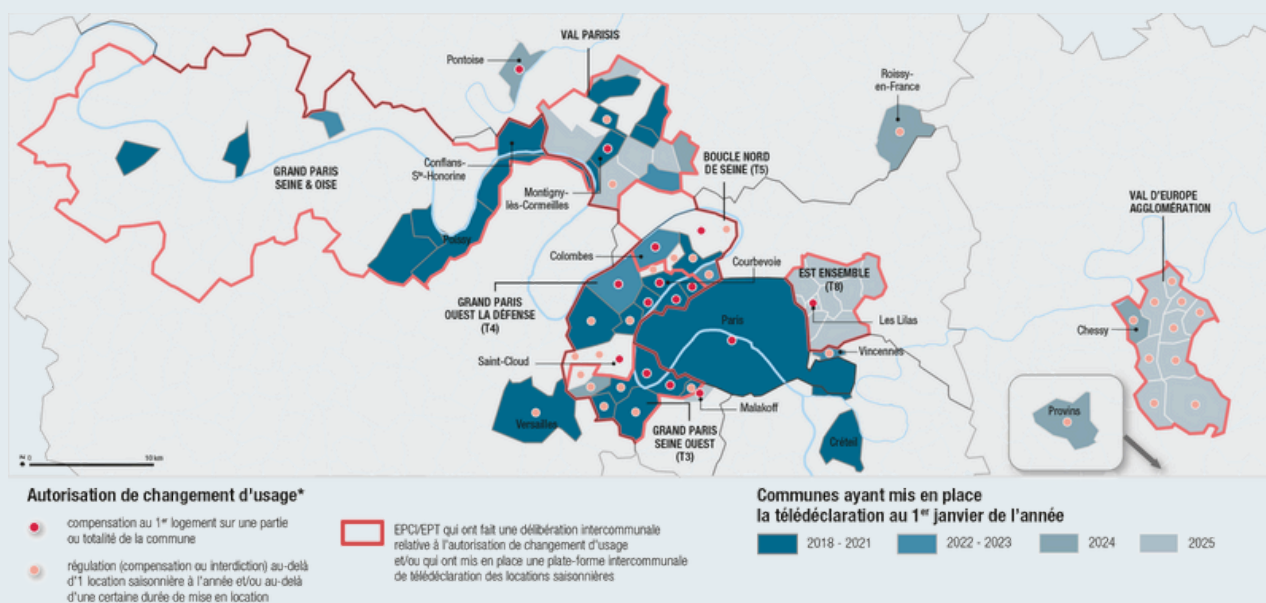 VAL PARISIS
Pontoise
Roissy-
en-France
Conflans-
Ste-Honorine
GRAND PARIS
SEINE & OISE
BOUCLE NORD
DE SEINE (T5)
Montigny-
lès-Cormeilles
VAL D'EUROPE
AGGLOMÉRATION
Poissy
Colombes
Courbevoie
EST ENSEMBLE
(T8)
GRAND PARIS
OUEST LA DÉFENSE
(T4)
Les Lilas
Paris
Chessy
Saint-Cloud
Vincennes
Malakoff
Versailles
GRAND PARIS
SEINE OUEST
(T3)
Créteil
Provins
N 0 10 km
Autorisation de changement d'usage*
compensation au 1er logement sur une partie
ou totalité de la commune
régulation (compensation ou interdiction) au-delà
d'1 location saisonnière à l'année et/ou au-delà
d'une certaine durée de mise en location
EPCI/EPT qui ont fait une délibération intercommunale
relative à l'autorisation de changement d'usage
et/ou qui ont mis en place une plate-forme intercommunale
de télédéclaration des locations saisonnières
Communes ayant mis en place
la télédéclaration au 1er janvier de l'année
2018 - 2021
2022 - 2023
2024
2025